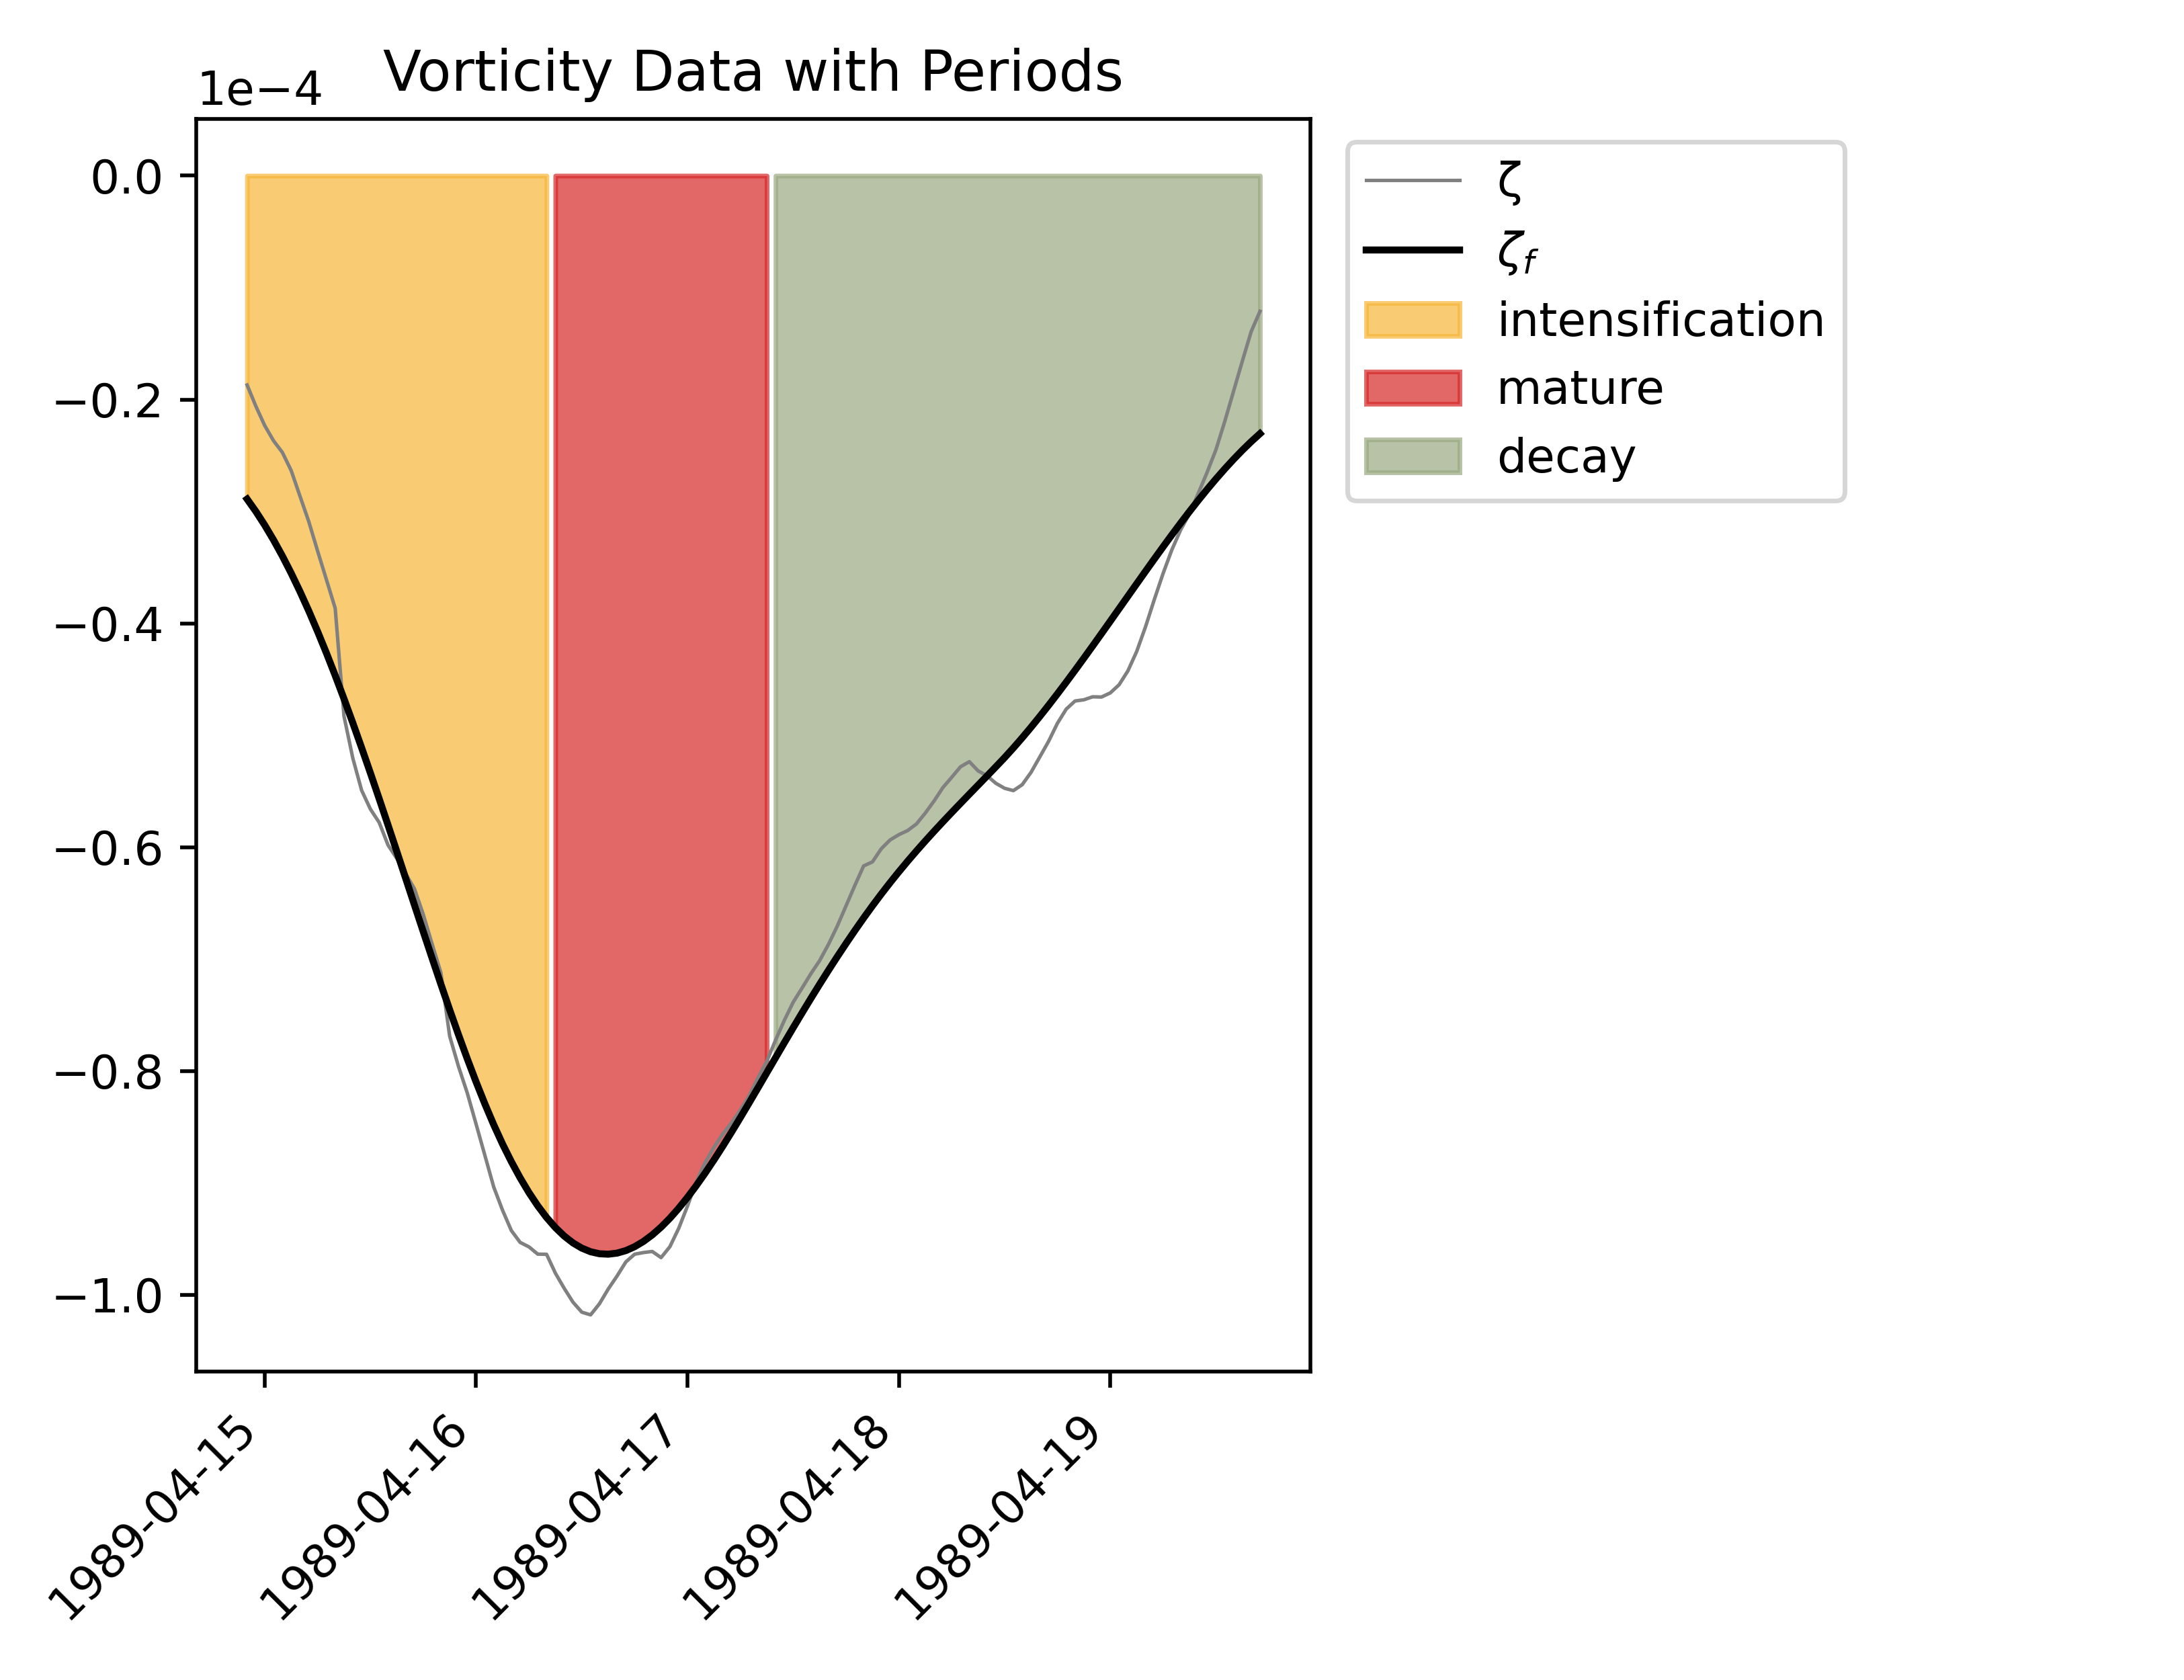 Vorticity Data with Periods
1e−4
0.0
−0.2
−0.4
−0.6
−0.8
−1.0
1989-04-15
1989-04-16
1989-04-17
1989-04-18
1989-04-19
ζ
ζf
intensification
mature
decay